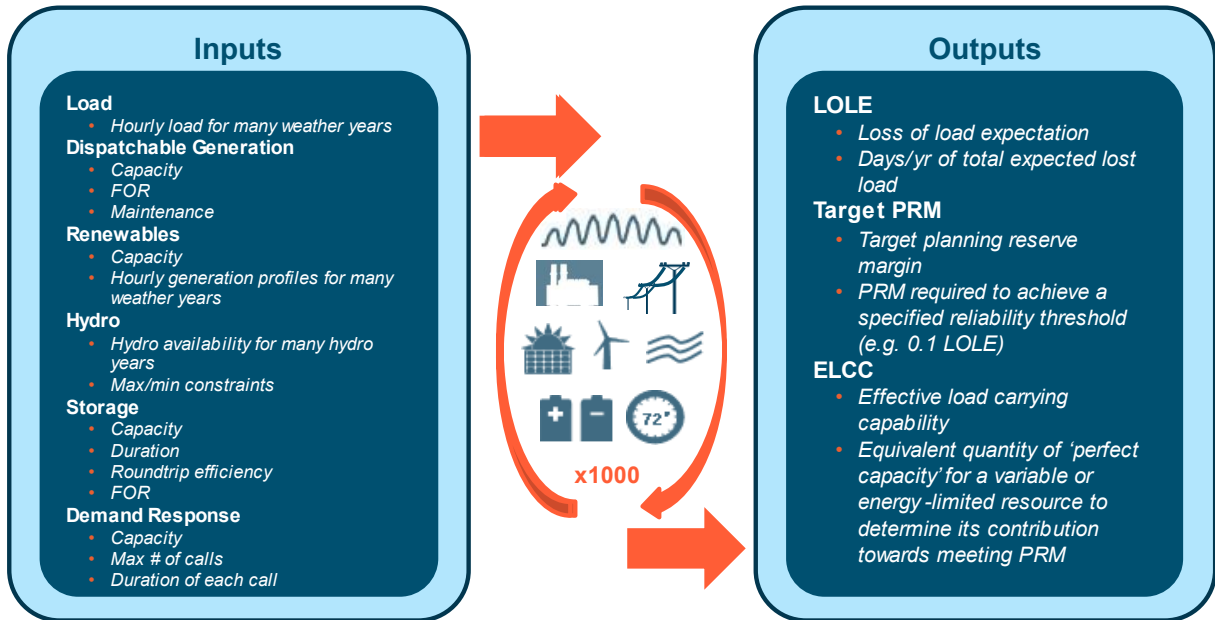 Inputs
Load
• Hourly load for many weather years
Dispatchable Generation
• Capacity
• FOR
• Maintenance
Renewables
• Capacity
• Hourly generation profiles for many
weather years
Hydro
• Hydro availability for many hydro
years
• Max/min constraints
Storage
• Capacity
• Duration
• Roundtrip efficiency
• FOR
Demand Response
• Capacity
• Max # of calls
• Duration of each call
72°
x1000
Outputs
LOLE
• Loss of load expectation
• Days/yr of total expected lost
load
Target PRM
• Target planning reserve
margin
• PRM required to achieve a
specified reliability threshold
(e.g. 0.1 LOLE)
ELCC
• Effective load carrying
capability
• Equivalent quantity of ‘perfect
capacity’ for a variable or
energy-limited resource to
determine its contribution
towards meeting PRM